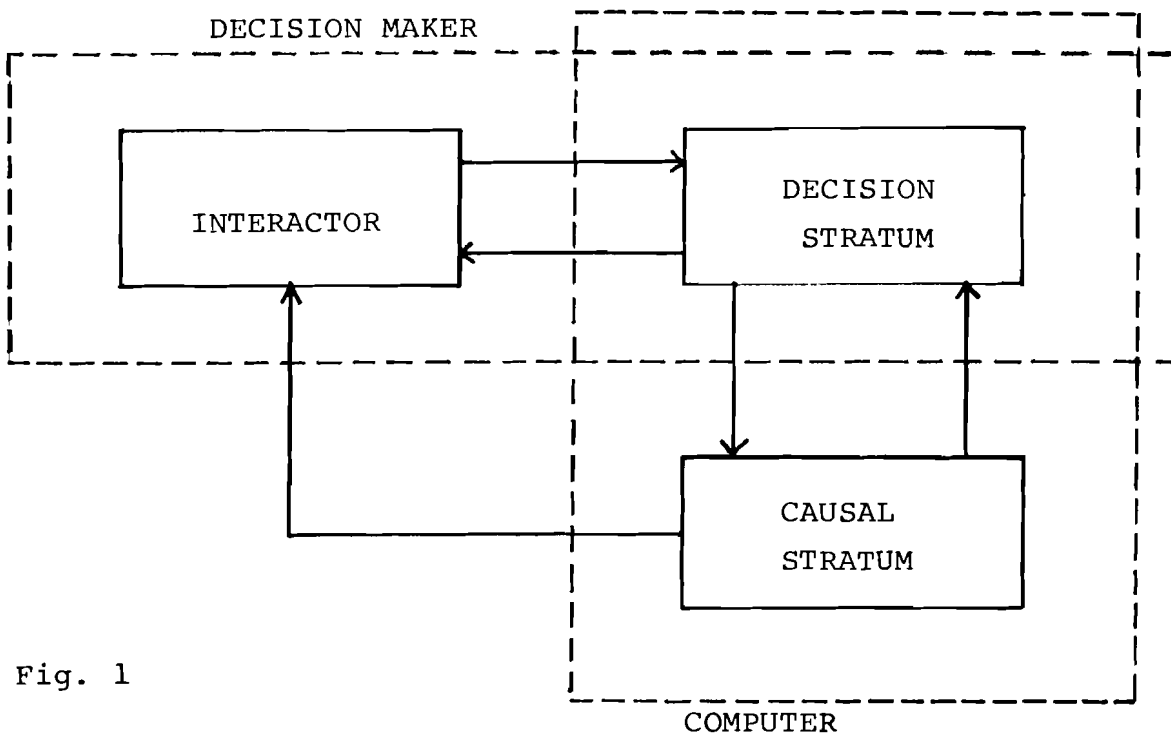 DECISION MAKER
INTERACTOR
DECISION
STRATUM
CAUSAL
STRATUM
Fig. 1
COMPUTER